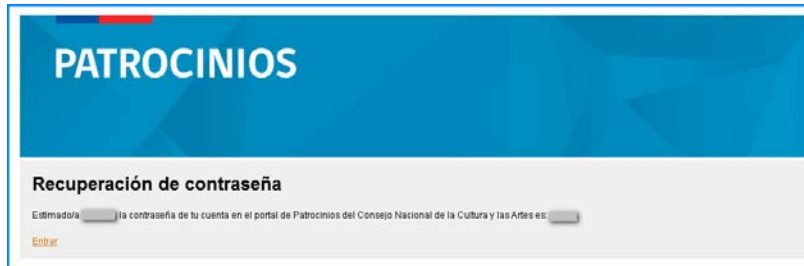 PATROCINIOS
Recuperación de contraseña
Estimado/a la contraseña de tu cuenta en el portal de Patrocinios del Consejo Nacional de la Cultura y las Artes es:
Entrar